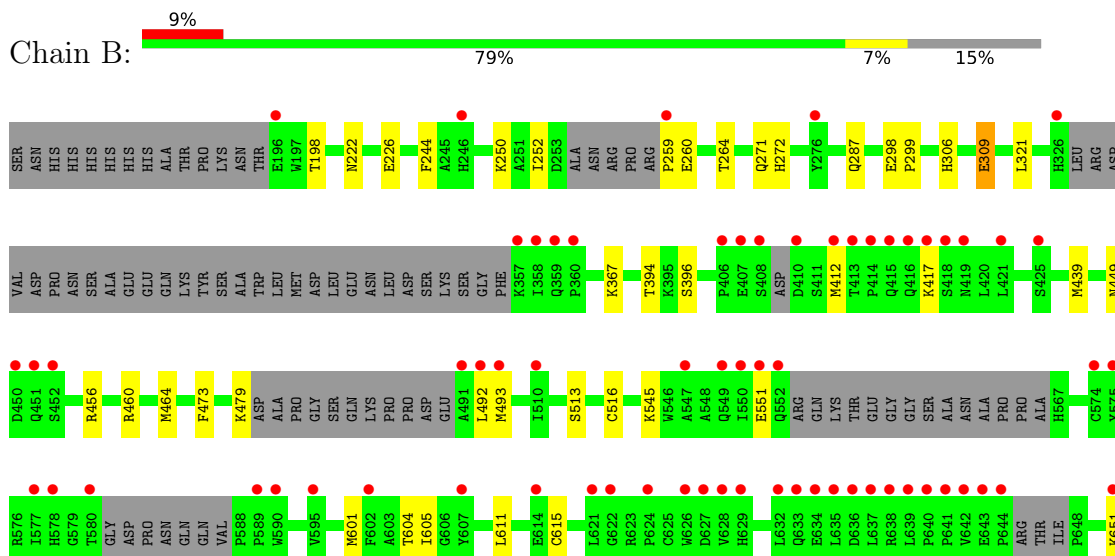 9%
Chain B:
79% 7% 15%
SER ASN HIS HIS HIS HIS HIS HIS ALA THR PRO LYS ASN THR E196 W197 T198 N222 E226 F244 A245 H246 K250 A251 I252 D253 ALA ASN ARG PRO ARG P259 E260 T264 Q271 H272 Y276 Q287 E298 P299 H306 E309 L321 H326 LEU ARG ASP
VAL ASP PRO ASN SER ALA GLU GLU GLN LYS TYR SER ALA TRP LEU MET ASP LEU GLU ASN LEU ASP SER LYS SER GLY PHE K357 I358 Q359 P360 K367 T394 K395 S396 P406 E407 S408 ASP D410 S411 M412 T413 P414 Q415 Q416 K417 S418 N419 L420 L421 S425 M439 N449
D450 Q451 S452 R456 R460 M464 F473 K479 ASP ALA PRO GLY SER GLN LYS PRO PRO ASP GLU A491 L492 M493 I510 S513 C516 K545 W546 A547 A548 Q549 I550 E551 Q552 ARG GLN LYS THR GLU GLY GLY SER ALA ASN ALA PRO PRO ALA H567 C574 Y575
R576 I577 H578 G579 T580 GLY ASP PRO ASN GLN GLN VAL P588 P589 W590 V595 M601 F602 A603 T604 I605 G606 Y607 L611 E614 C615 L621 G622 R623 P624 C625 W626 D627 V628 H629 L632 Q633 E634 L635 D636 L637 R638 L639 P640 P641 V642 E643 P644 ARG THR ILE P648 K651